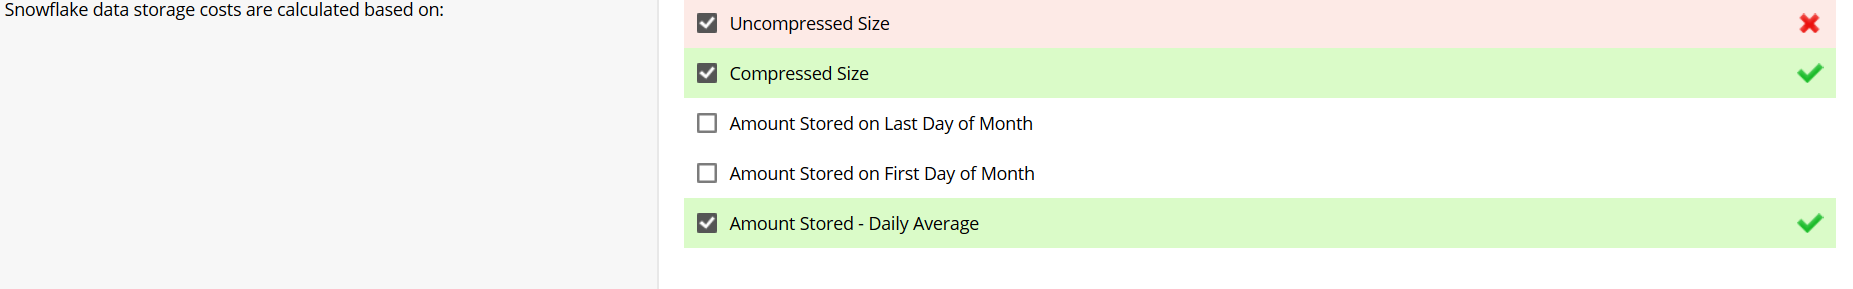 Snowflake data storage costs are calculated based on:
Uncompressed Size
Compressed Size
Amount Stored on Last Day of Month
Amount Stored on First Day of Month
Amount Stored - Daily Average